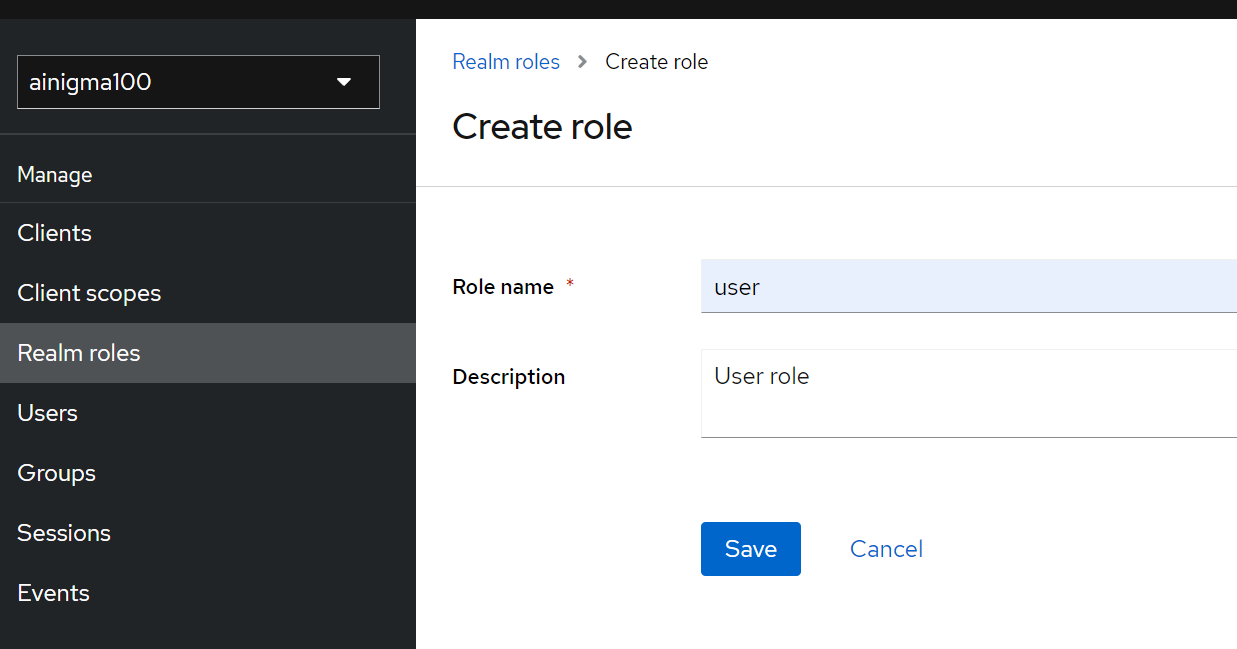 ainigma100
Manage
Clients
Client scopes
Realm roles
Users
Groups
Sessions
Events
Realm roles > Create role
Create role
Role name *
user
Description
User role
Save Cancel